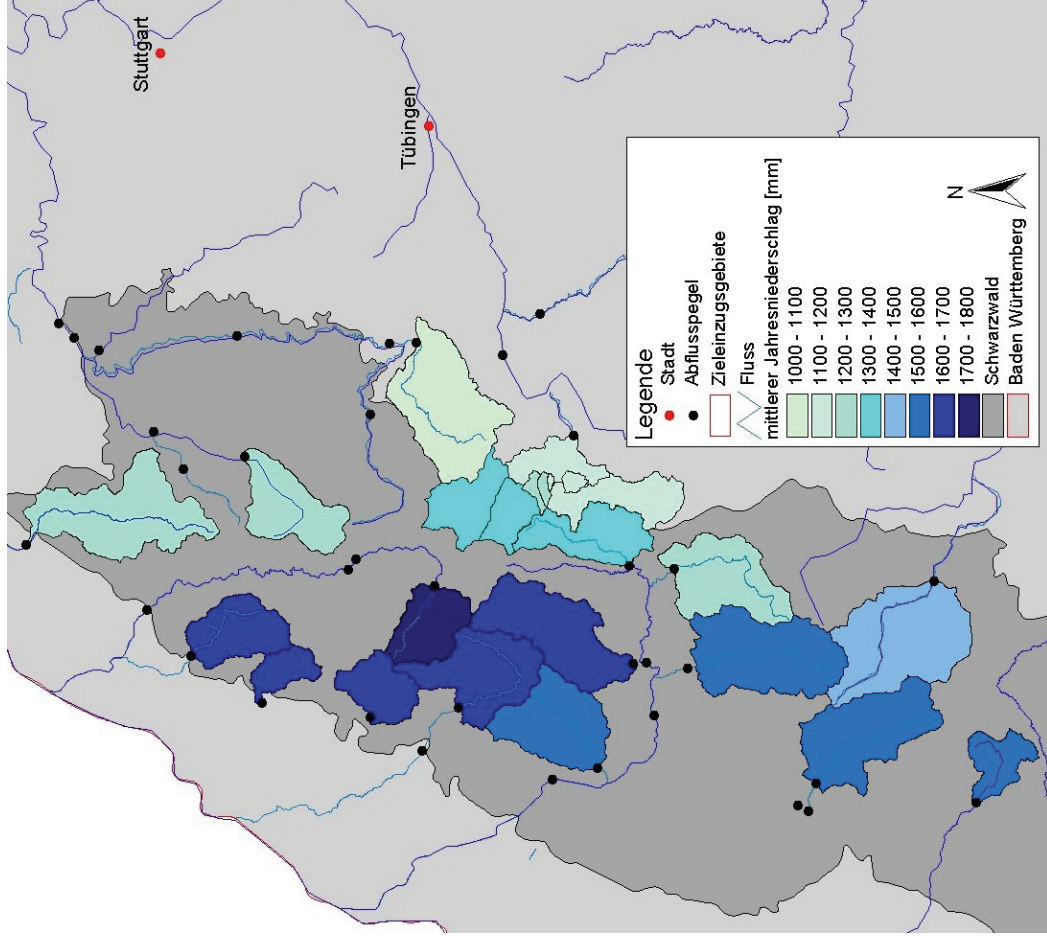 Stuttgart
Tübingen
Legende
Stadt
Abflusspegel
Zieleinzugsgebiete
Fluss
mittlerer Jahresniederschlag [mm]
1000 - 1100
1100 - 1200
1200 - 1300
1300 - 1400
1400 - 1500
1500 - 1600
1600 - 1700
1700 - 1800
Schwarzwald
Baden Württemberg
N